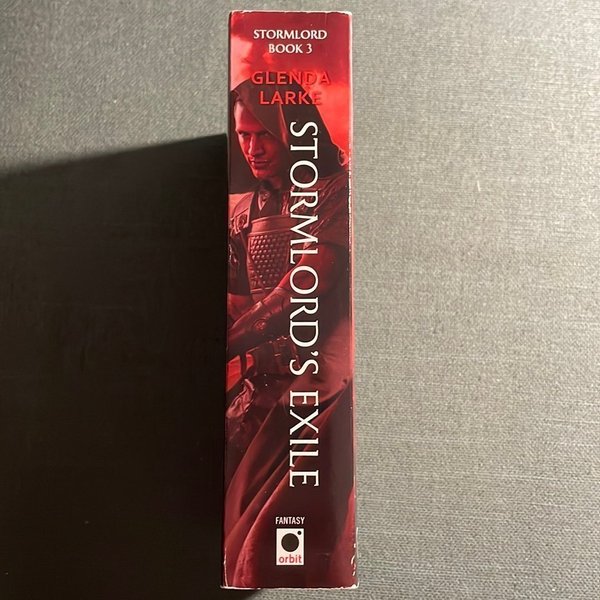 STORMLORD
BOOK 3
GLENDA
LARKE
STORMLORD'S EXILE
FANTASY
orbit